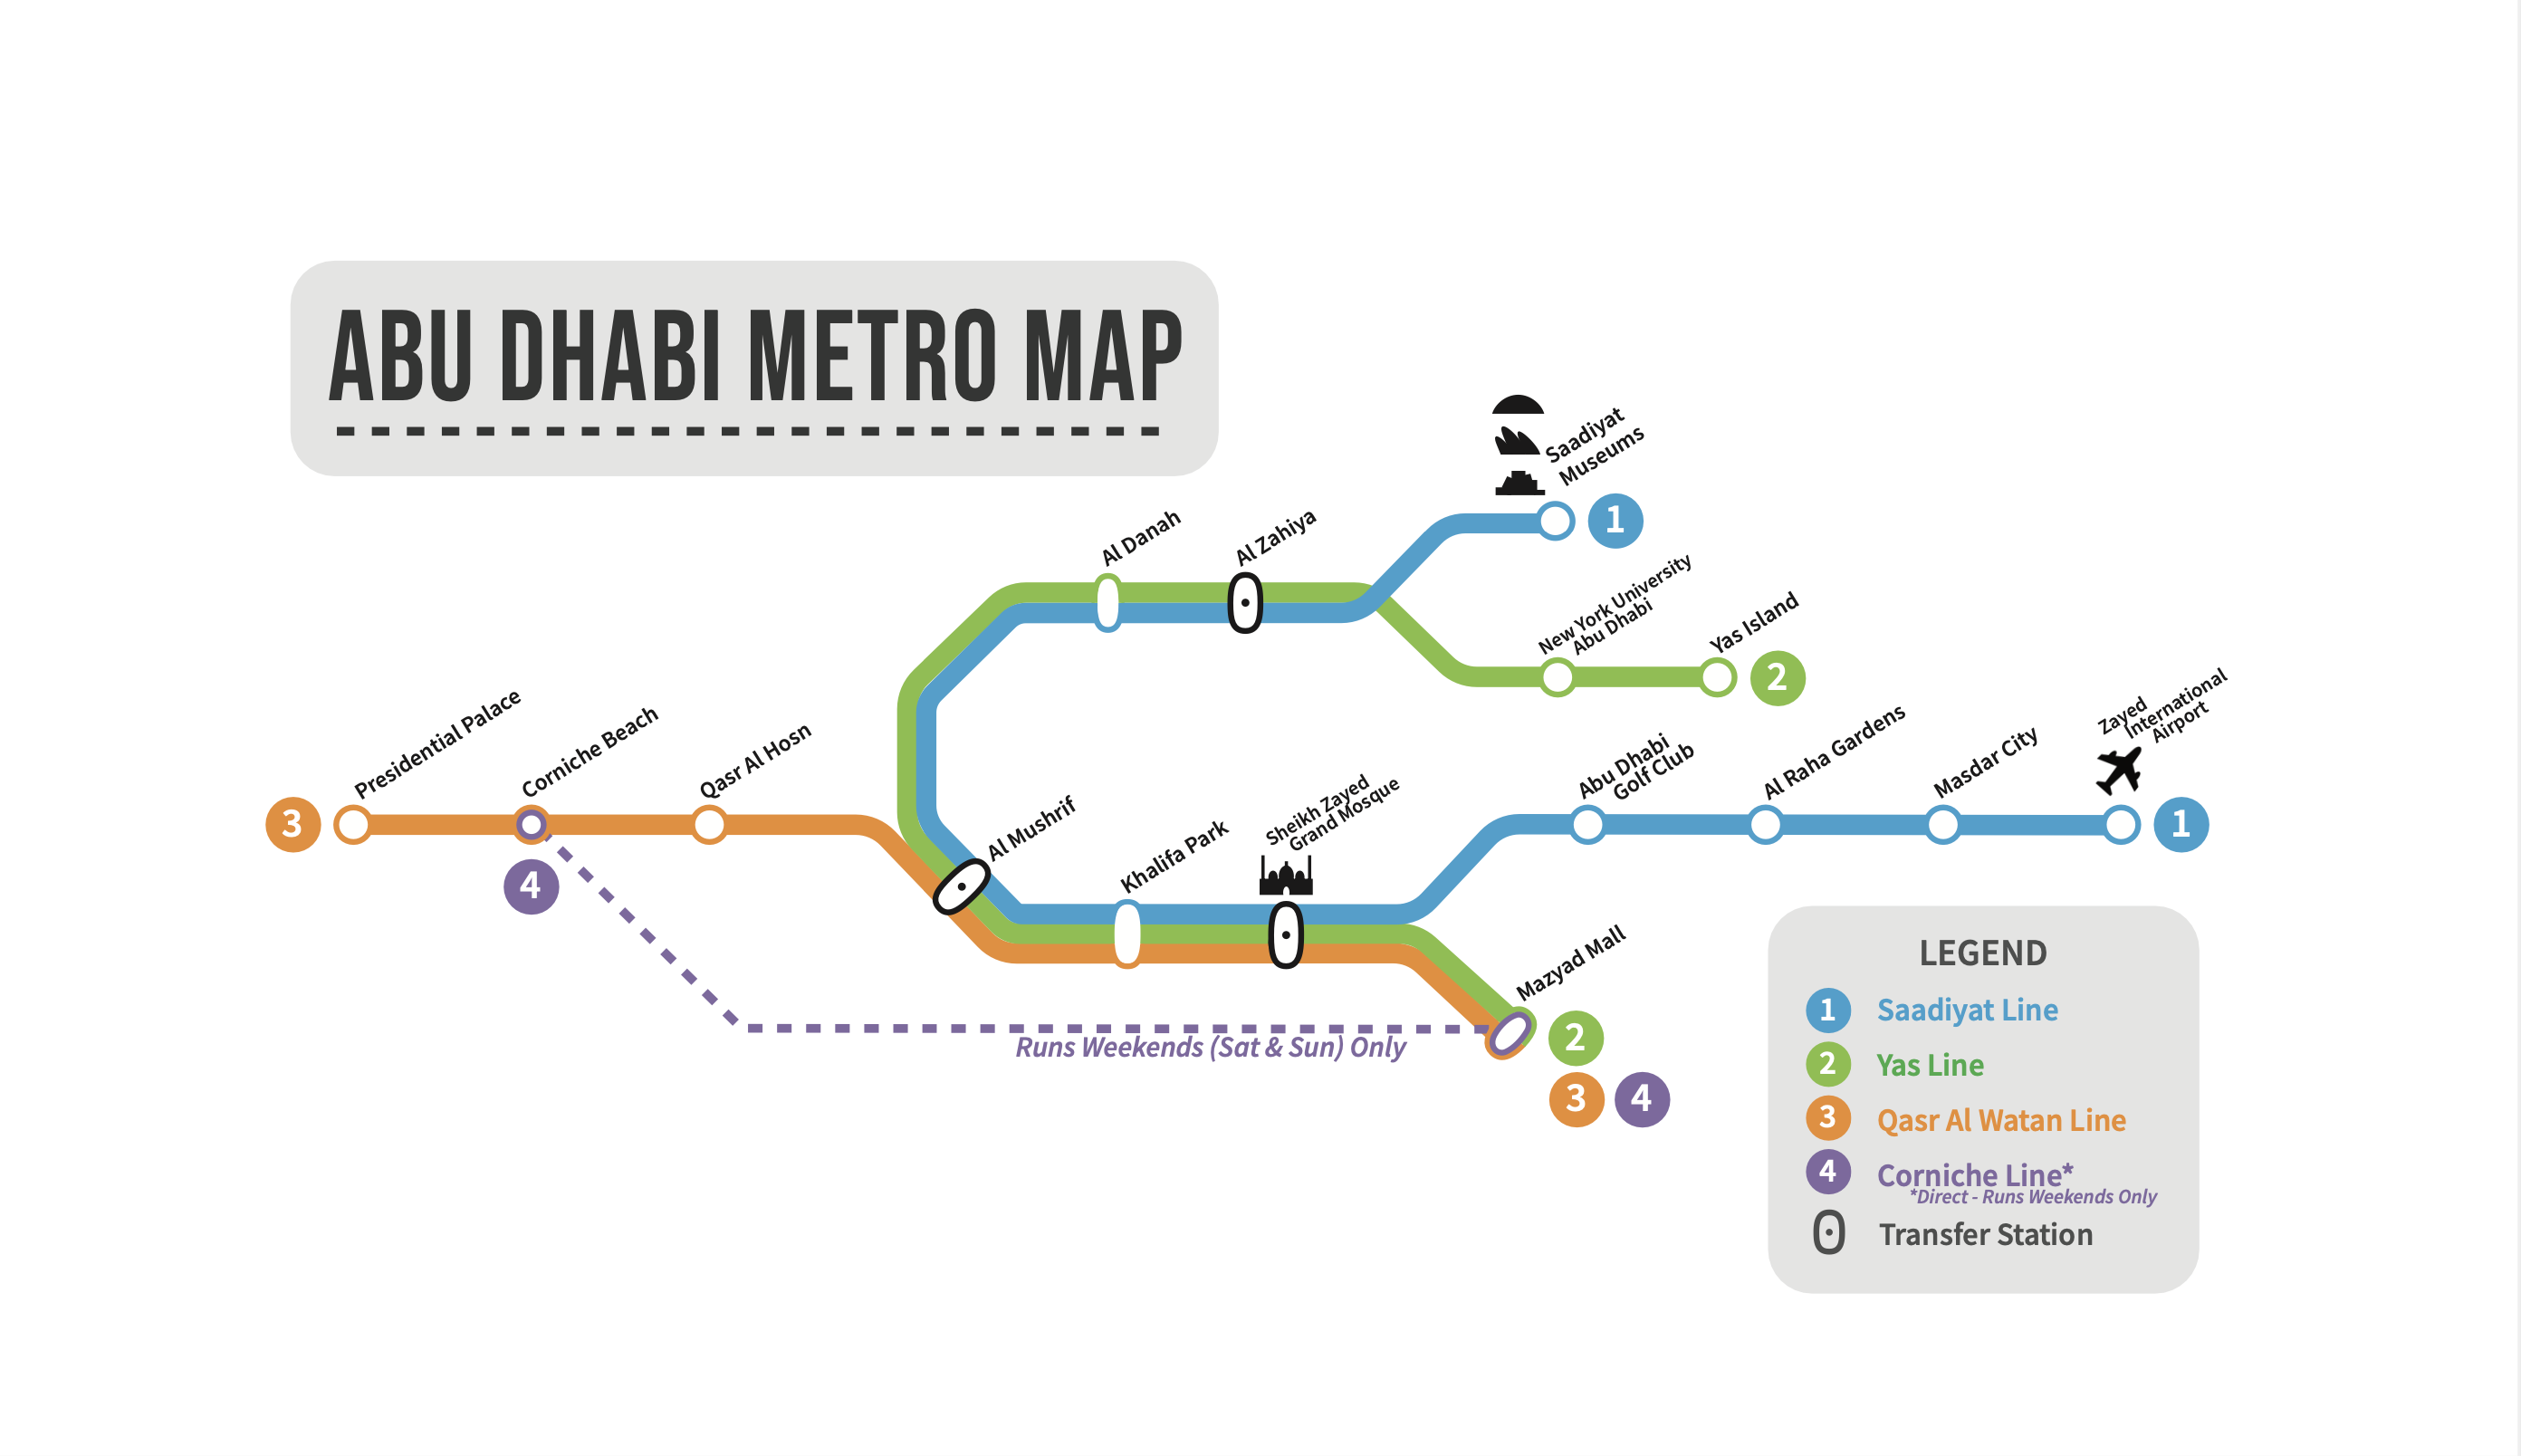 ABU DHABI METRO MAP
Saadiyat
Museums
1
Al Danah
Al Zahiya
New York University
Abu Dhabi
Yas Island
2
Presidential Palace
Corniche Beach
Qasr Al Hosn
3
4
Al Mushrif
Khalifa Park
Sheikh Zayed
Grand Mosque
Abu Dhabi
Golf Club
Al Raha Gardens
Masdar City
Zayed
International
Airport
1
Mazyad Mall
2
3 4
Runs Weekends (Sat & Sun) Only
LEGEND
1 Saadiyat Line
2 Yas Line
3 Qasr Al Watan Line
4 Corniche Line*
*Direct - Runs Weekends Only
Transfer Station